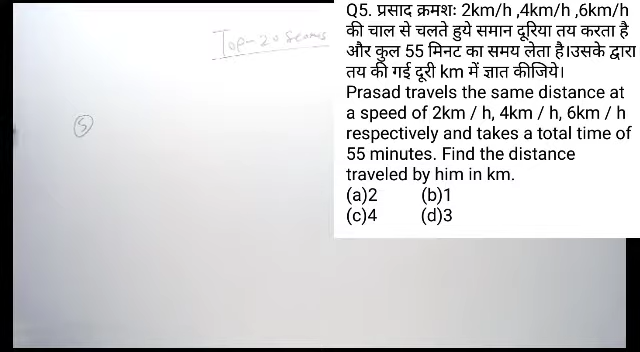 Top-20 Seams
Q5. प्रसाद क्रमशः 2km/h ,4km/h ,6km/h
की चाल से चलते हुये समान दूरिया तय करता है
और कुल 55 मिनट का समय लेता है।उसके द्वारा
तय की गई दूरी km में ज्ञात कीजिये।
Prasad travels the same distance at
a speed of 2km / h, 4km / h, 6km / h
respectively and takes a total time of
55 minutes. Find the distance
traveled by him in km.
(a)2 (b)1
(c)4 (d)3
5